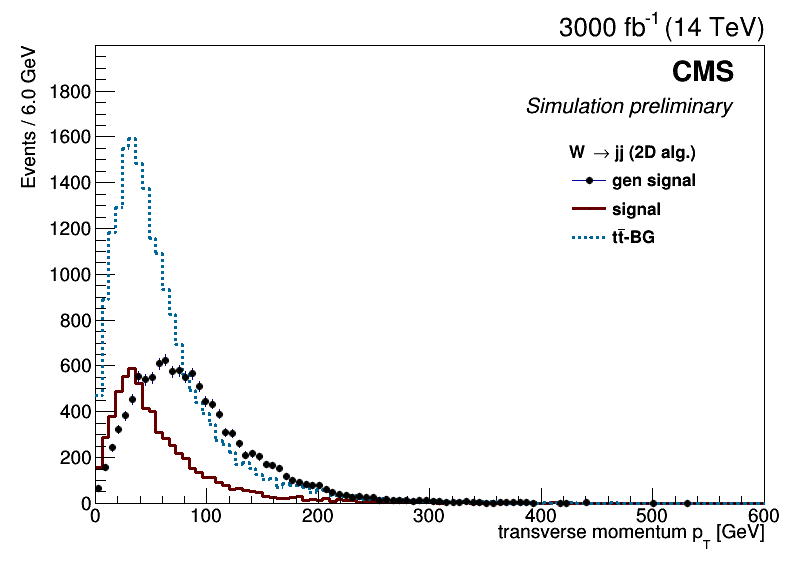 3000 fb⁻¹ (14 TeV)
Events / 6.0 GeV
CMS
Simulation preliminary
W → jj (2D alg.)
gen signal
signal
tt̄-BG
1800
1600
1400
1200
1000
800
600
400
200
0
0 100 200 300 400 500 600
transverse momentum p_T [GeV]